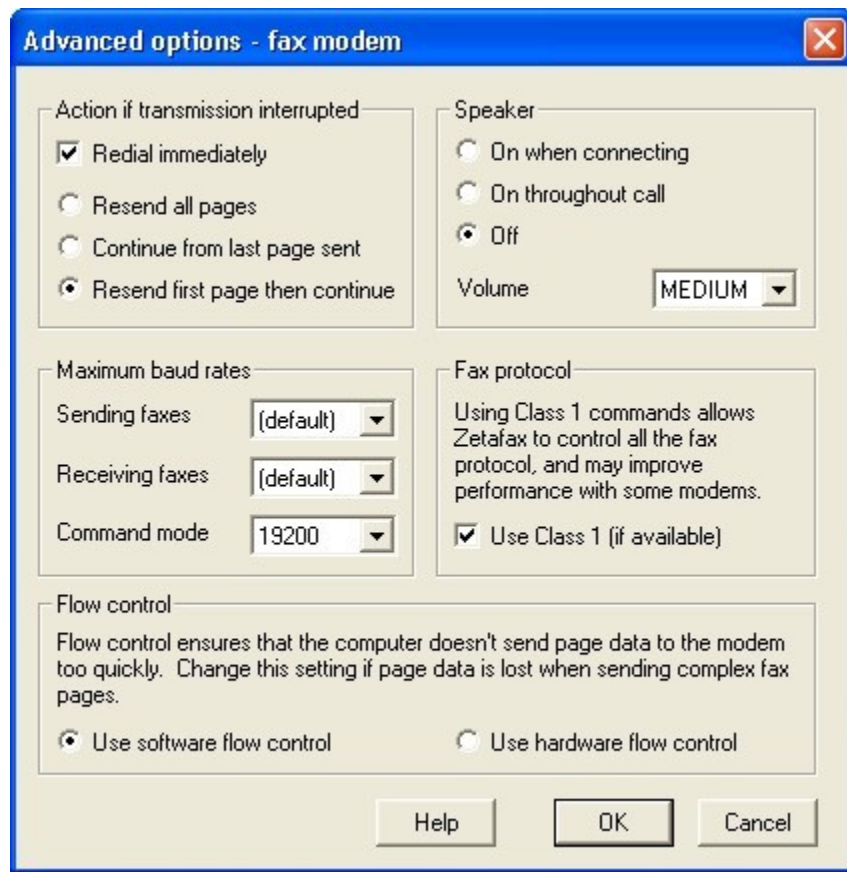 Advanced options - fax modem
Action if transmission interrupted
Redial immediately
Resend all pages
Continue from last page sent
Resend first page then continue
Speaker
On when connecting
On throughout call
Off
Volume MEDIUM
Maximum baud rates
Sending faxes (default)
Receiving faxes (default)
Command mode 19200
Fax protocol
Using Class 1 commands allows
Zetafax to control all the fax
protocol, and may improve
performance with some modems.
Use Class 1 (if available)
Flow control
Flow control ensures that the computer doesn't send page data to the modem
too quickly.  Change this setting if page data is lost when sending complex fax
pages.
Use software flow control
Use hardware flow control
Help OK Cancel